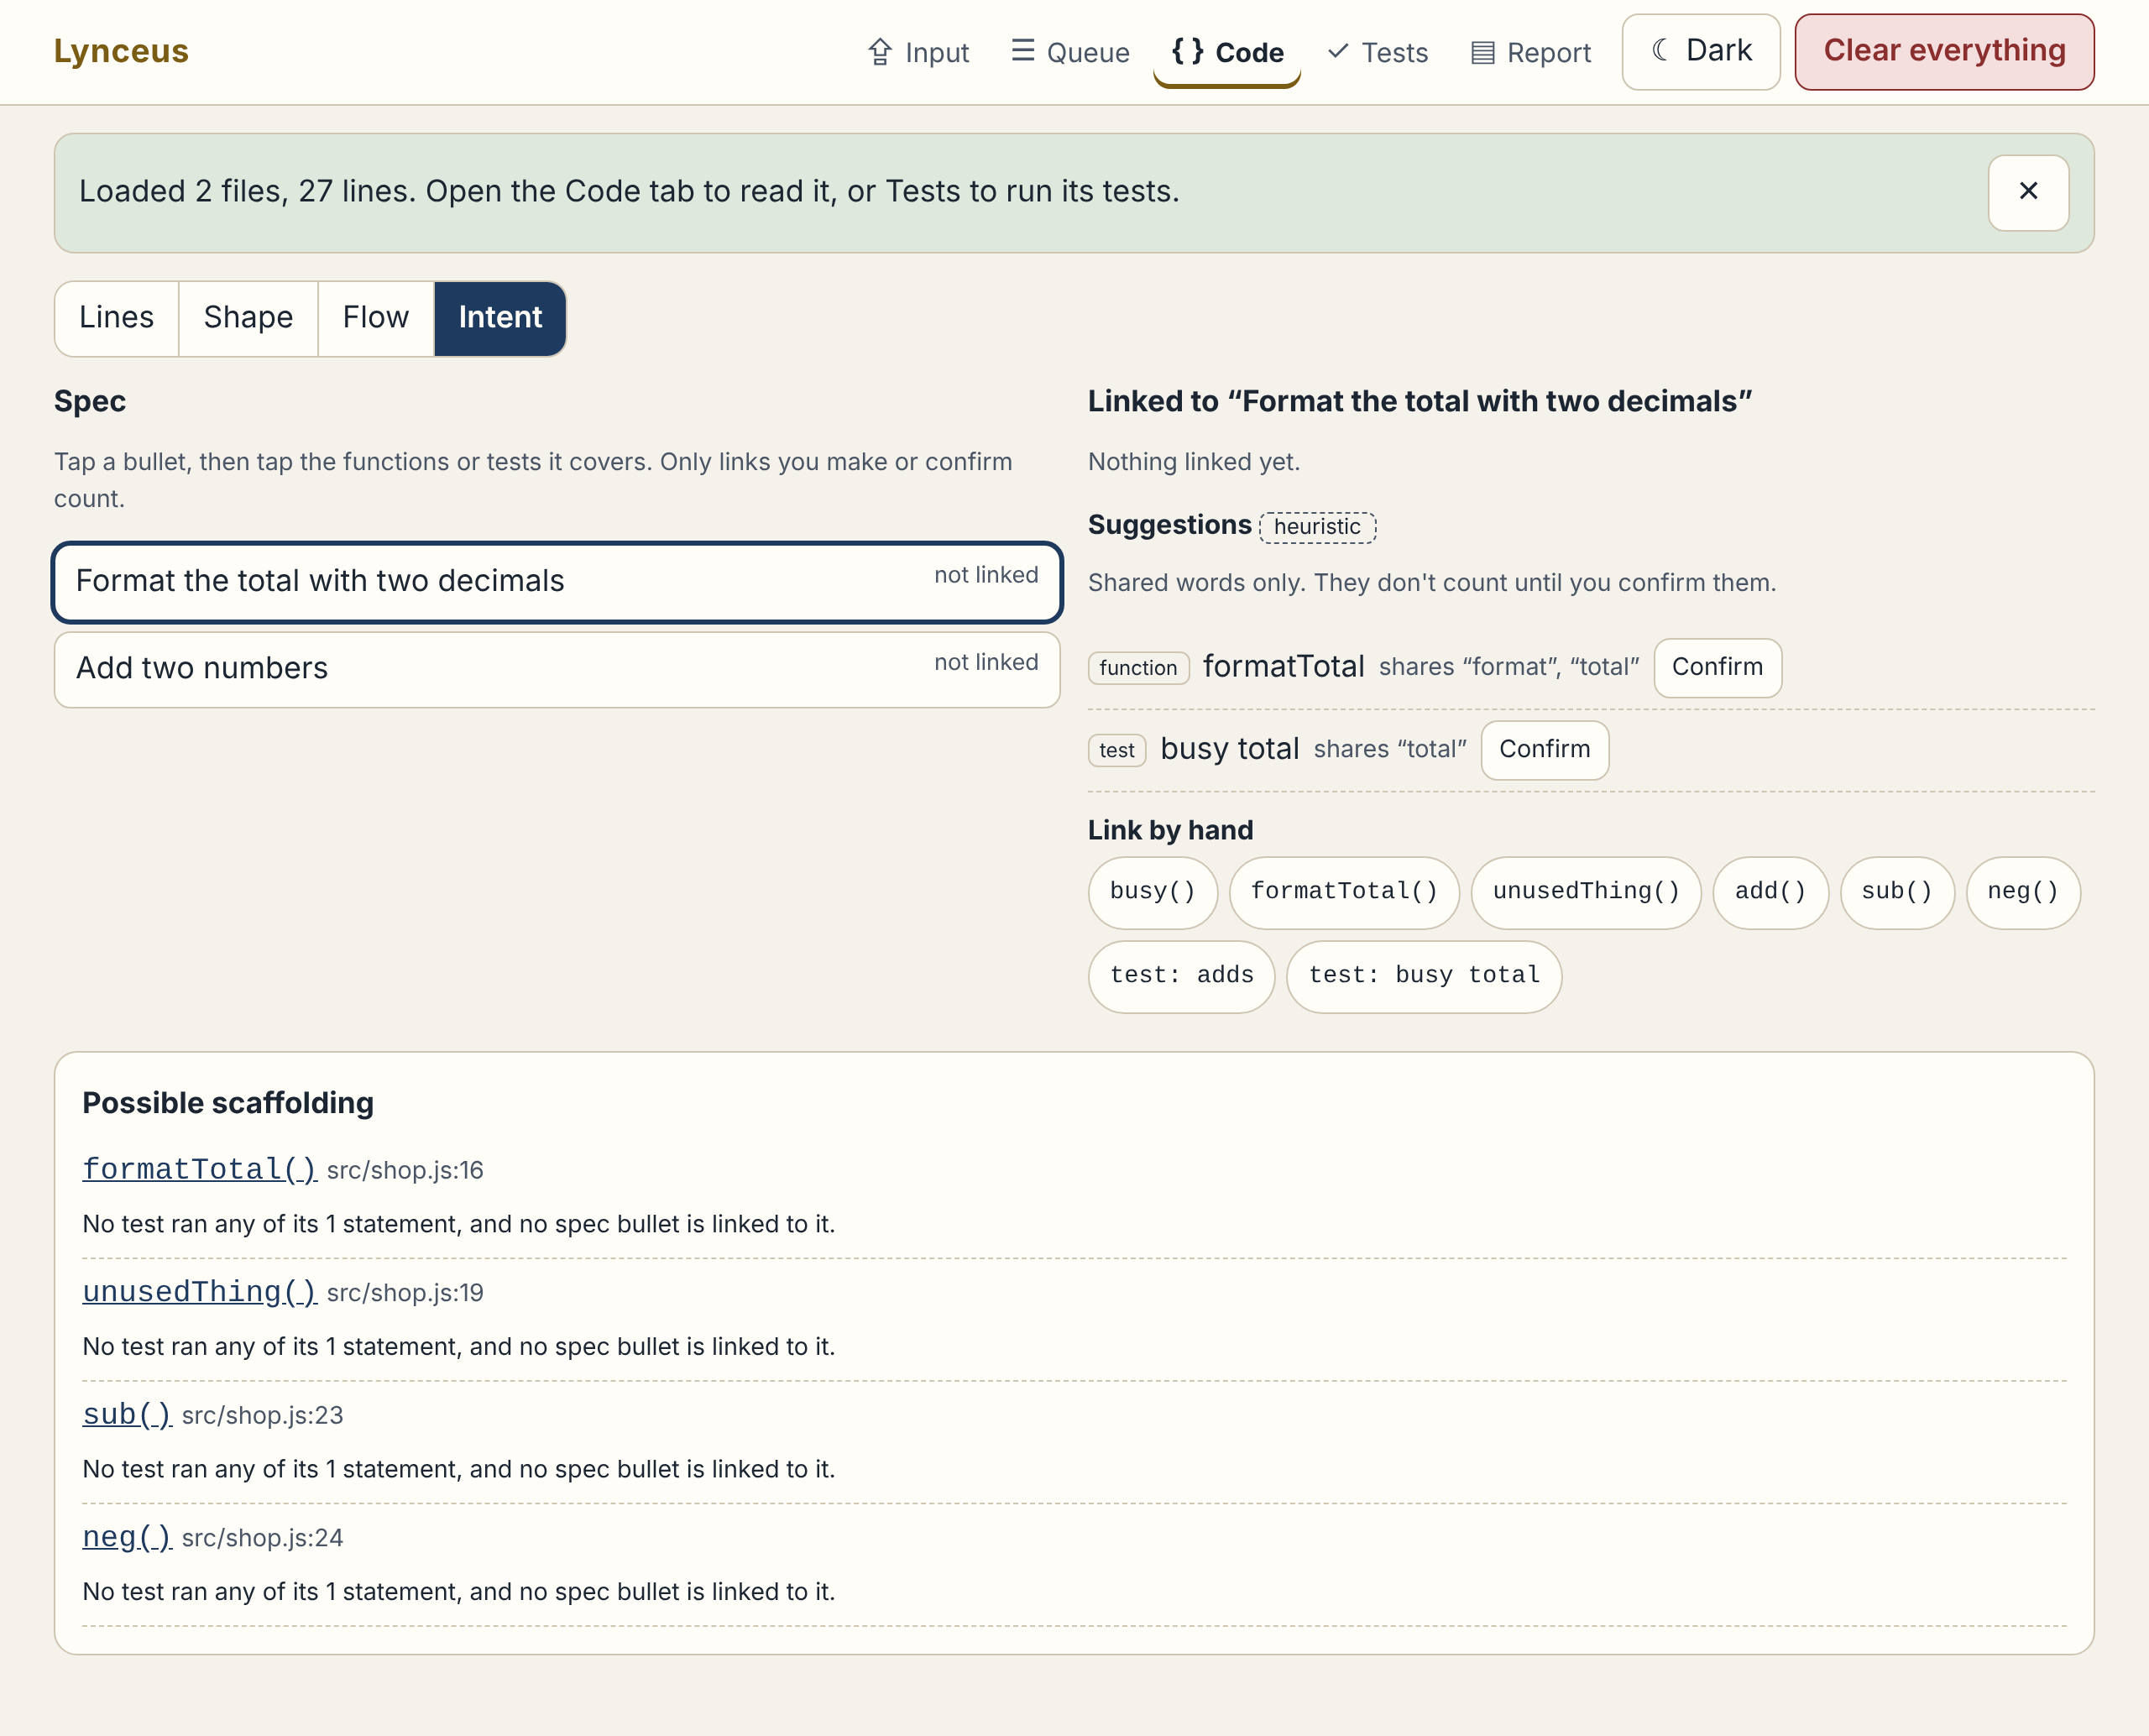 Lynceus
Input
Queue
{ } Code
Tests
Report
Dark
Clear everything
Loaded 2 files, 27 lines. Open the Code tab to read it, or Tests to run its tests.
Lines
Shape
Flow
Intent
Spec
Tap a bullet, then tap the functions or tests it covers. Only links you make or confirm
count.
Format the total with two decimals
not linked
Add two numbers
not linked
Linked to “Format the total with two decimals”
Nothing linked yet.
Suggestions heuristic
Shared words only. They don't count until you confirm them.
function formatTotal shares “format”, “total” Confirm
test busy total shares “total” Confirm
Link by hand
busy() formatTotal() unusedThing() add() sub() neg()
test: adds test: busy total
Possible scaffolding
formatTotal() src/shop.js:16
No test ran any of its 1 statement, and no spec bullet is linked to it.
unusedThing() src/shop.js:19
No test ran any of its 1 statement, and no spec bullet is linked to it.
sub() src/shop.js:23
No test ran any of its 1 statement, and no spec bullet is linked to it.
neg() src/shop.js:24
No test ran any of its 1 statement, and no spec bullet is linked to it.